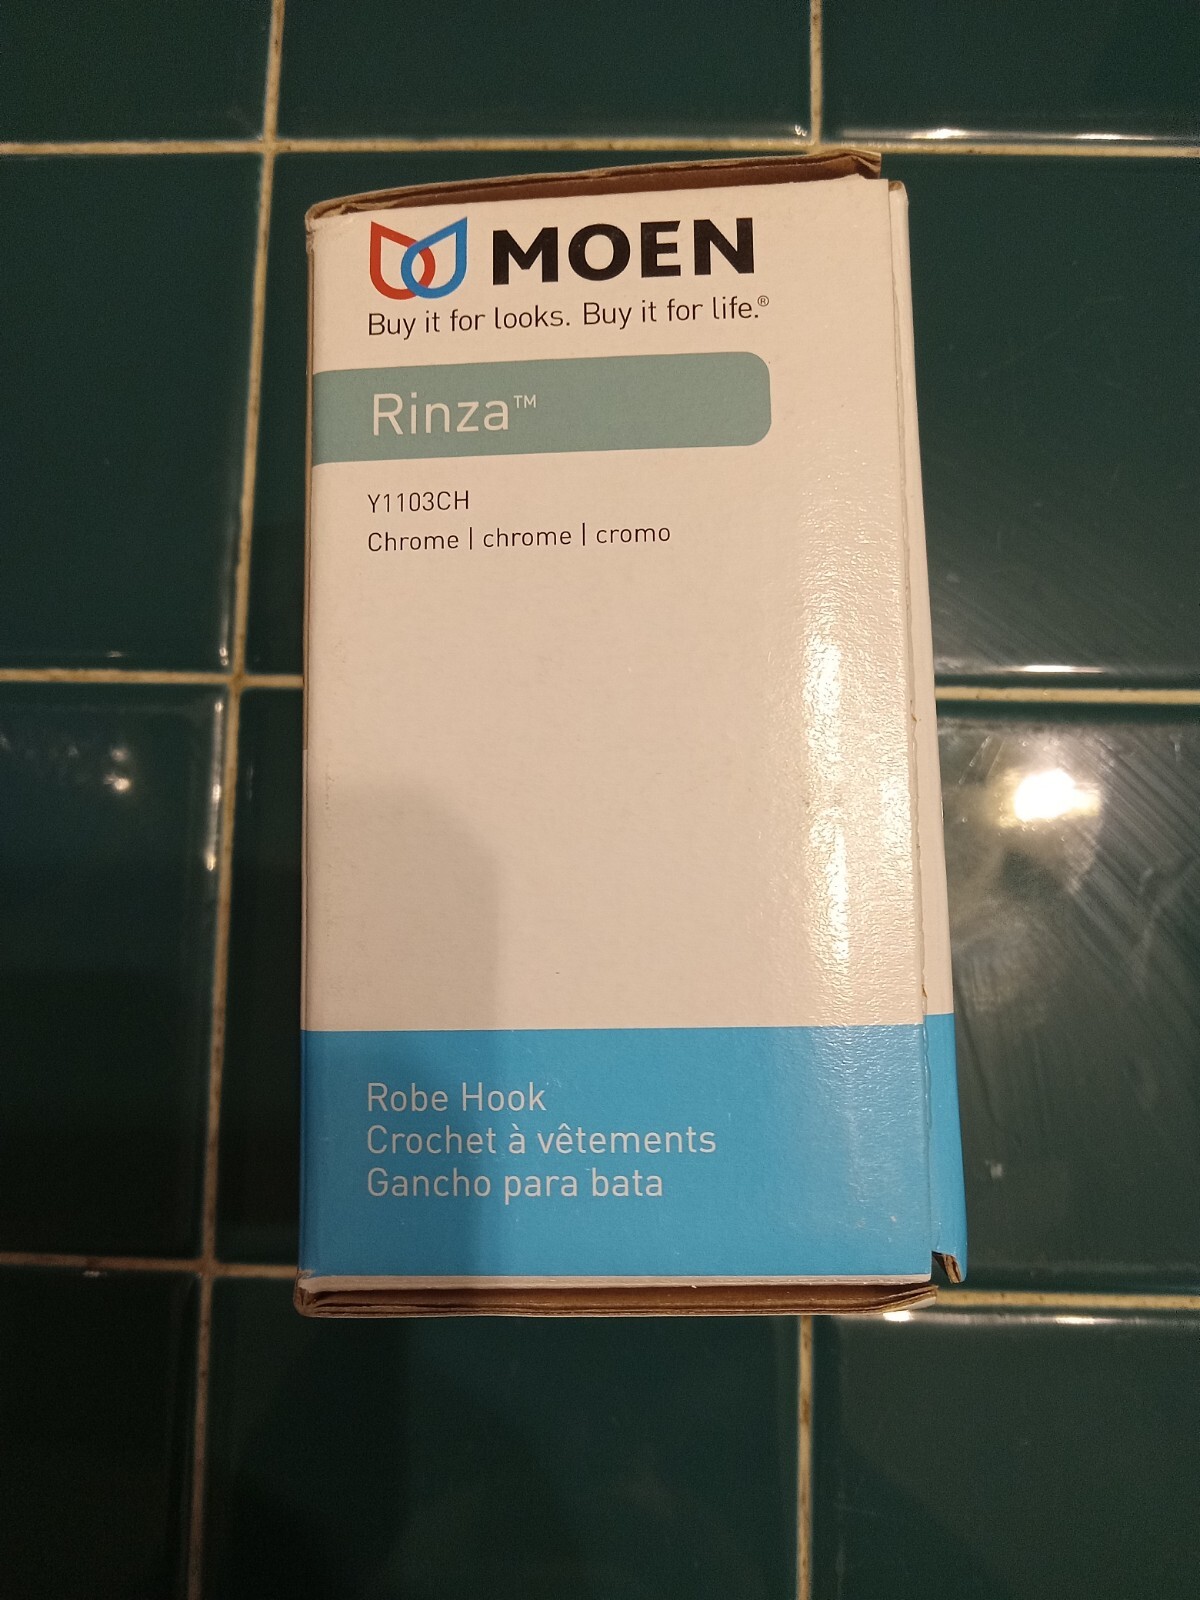 MOEN
Buy it for looks. Buy it for life.®
Rinza™
Y1103CH
Chrome | chrome | cromo
Robe Hook
Crochet à vêtements
Gancho para bata